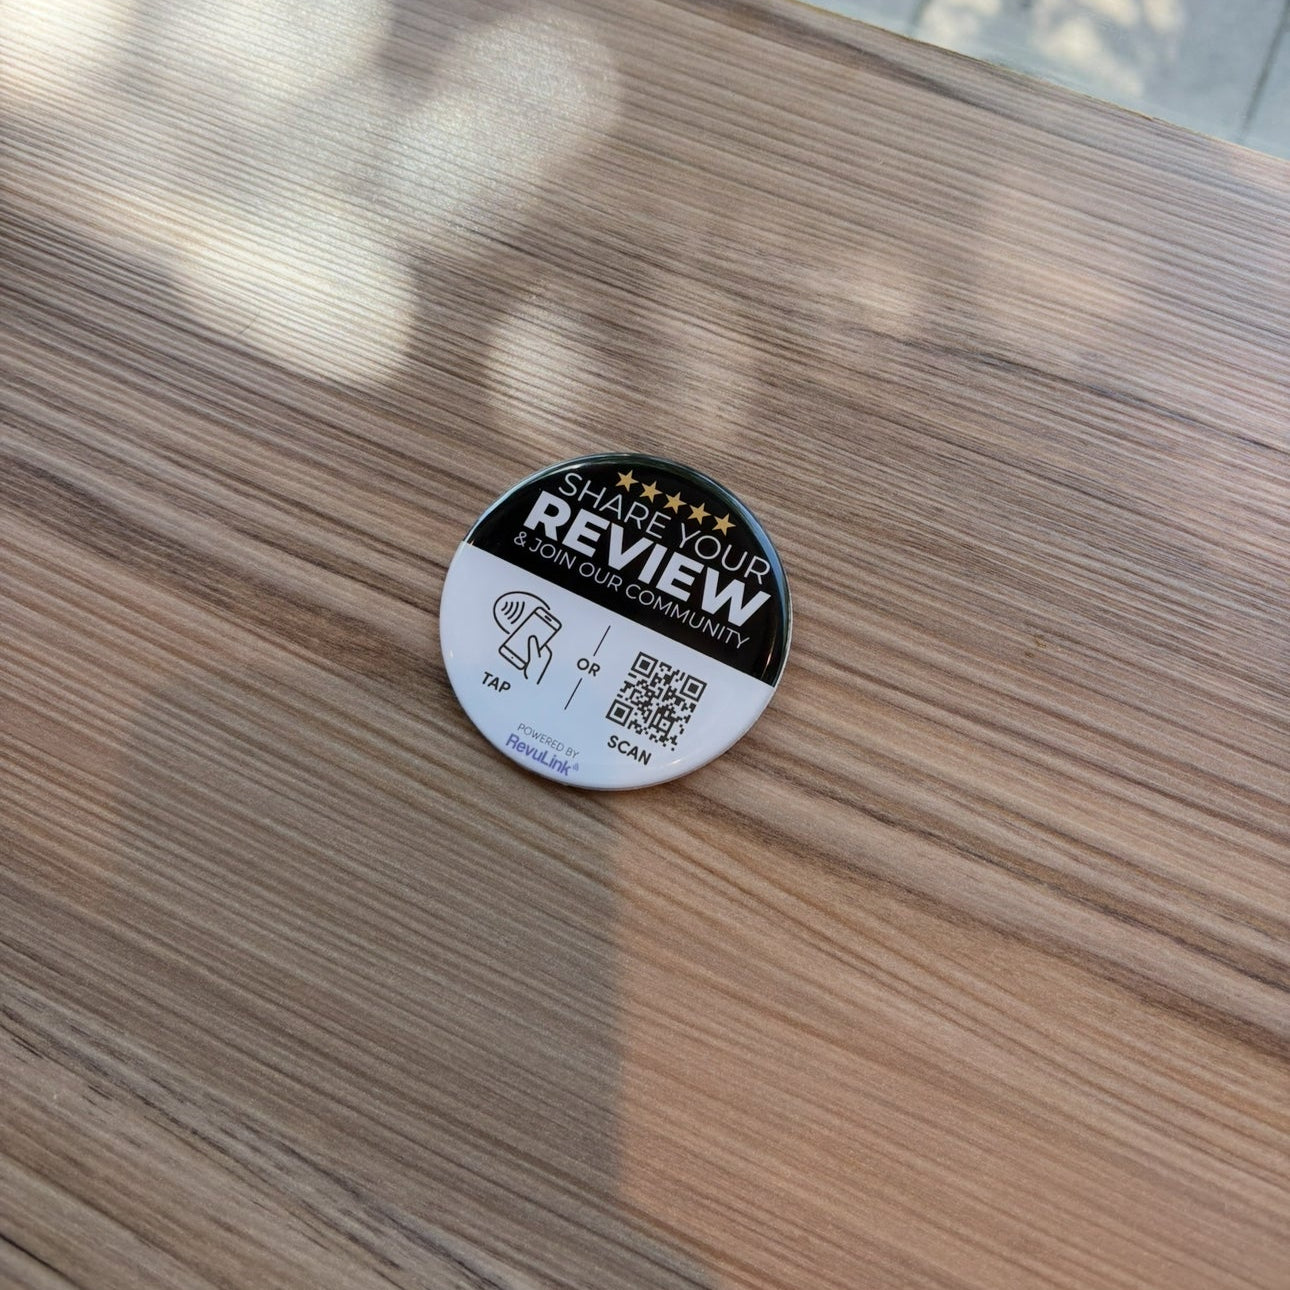 SHARE YOUR
REVIEW
& JOIN OUR COMMUNITY
TAP
OR
SCAN
POWERED BY
RevuLink